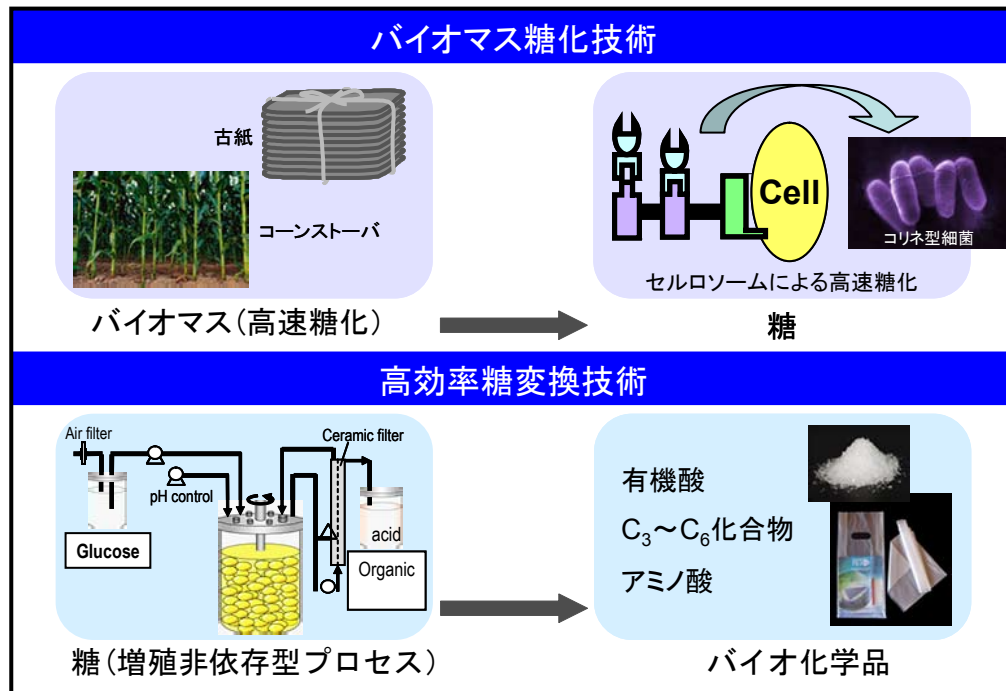 バイオマス糖化技術
古紙
コーンストーバ
Cell
コリネ型細菌
セルロソームによる高速糖化
バイオマス(高速糖化)
糖
高効率糖変換技術
Air filter
pH control
Ceramic filter
Glucose
acid
Organic
有機酸
C₃～C₆化合物
アミノ酸
糖(増殖非依存型プロセス)
バイオ化学品